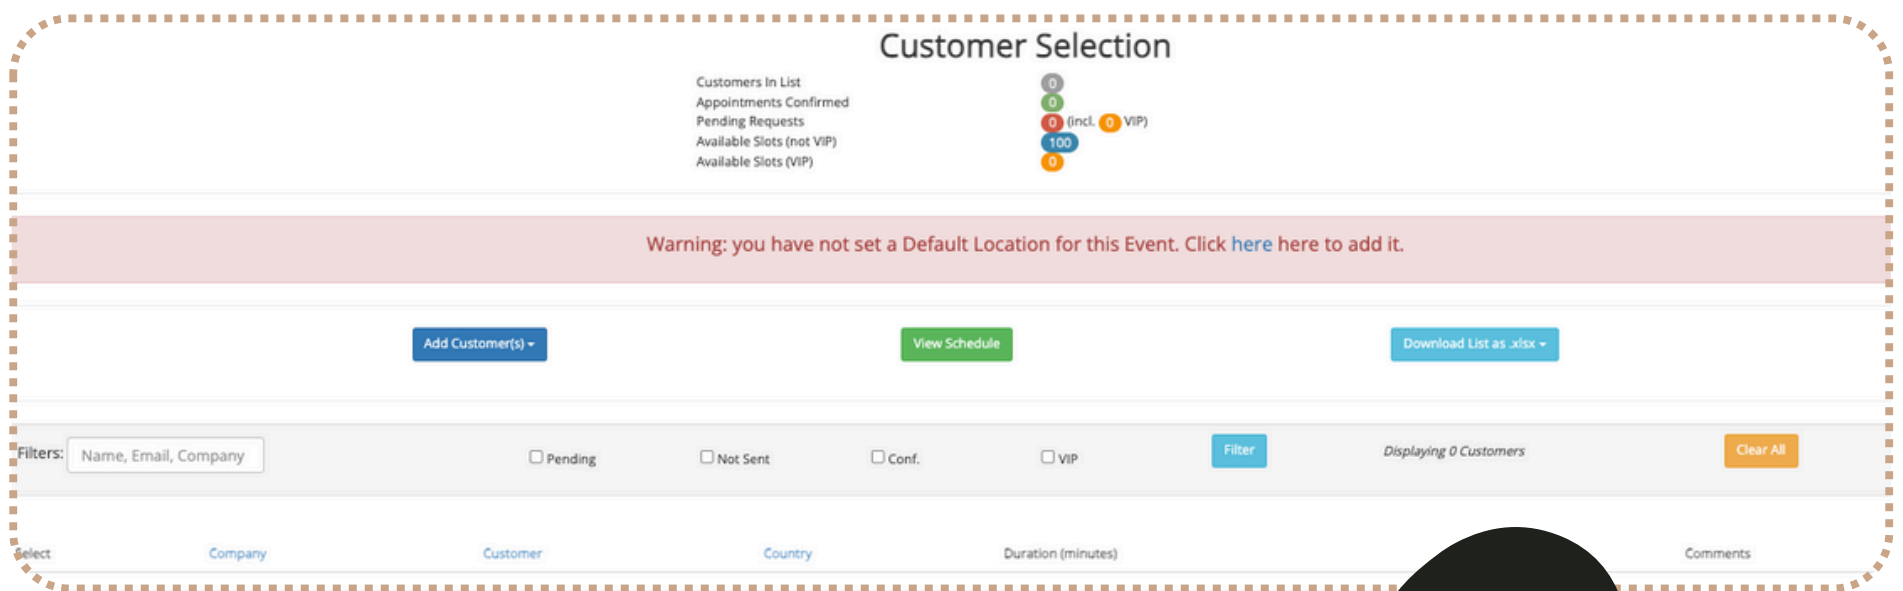 Customer Selection
Customers In List 0
Appointments Confirmed 0
Pending Requests 0 (incl. 0 VIP)
Available Slots (not VIP) 100
Available Slots (VIP) 0
Warning: you have not set a Default Location for this Event. Click here here to add it.
Add Customer(s) View Schedule Download List as .xlsx
Filters: Name, Email, Company Pending Not Sent Conf. VIP Filter Displaying 0 Customers Clear All
Select Company Customer Country Duration (minutes) Comments